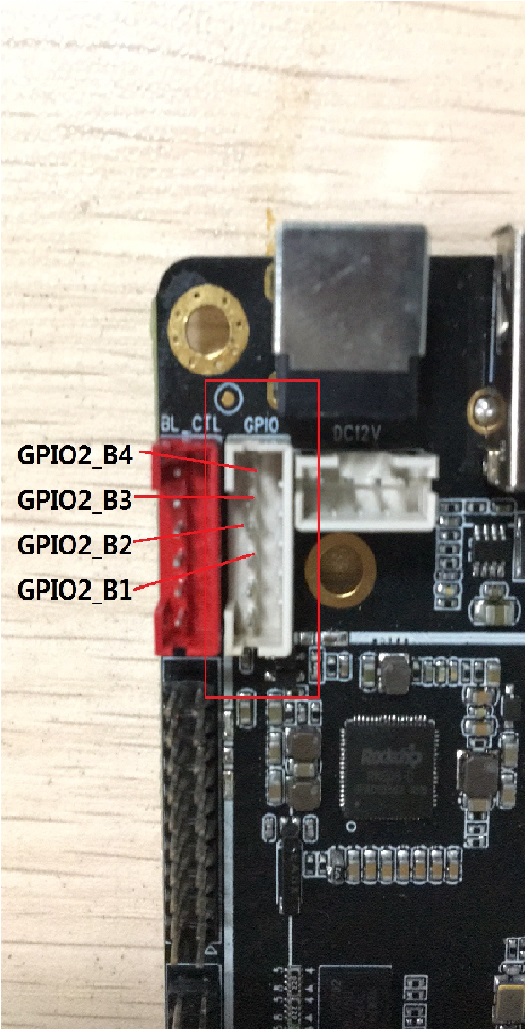 BL_CTL GPIO
DC12V
GPIO2_B4
GPIO2_B3
GPIO2_B2
GPIO2_B1
Rockchip